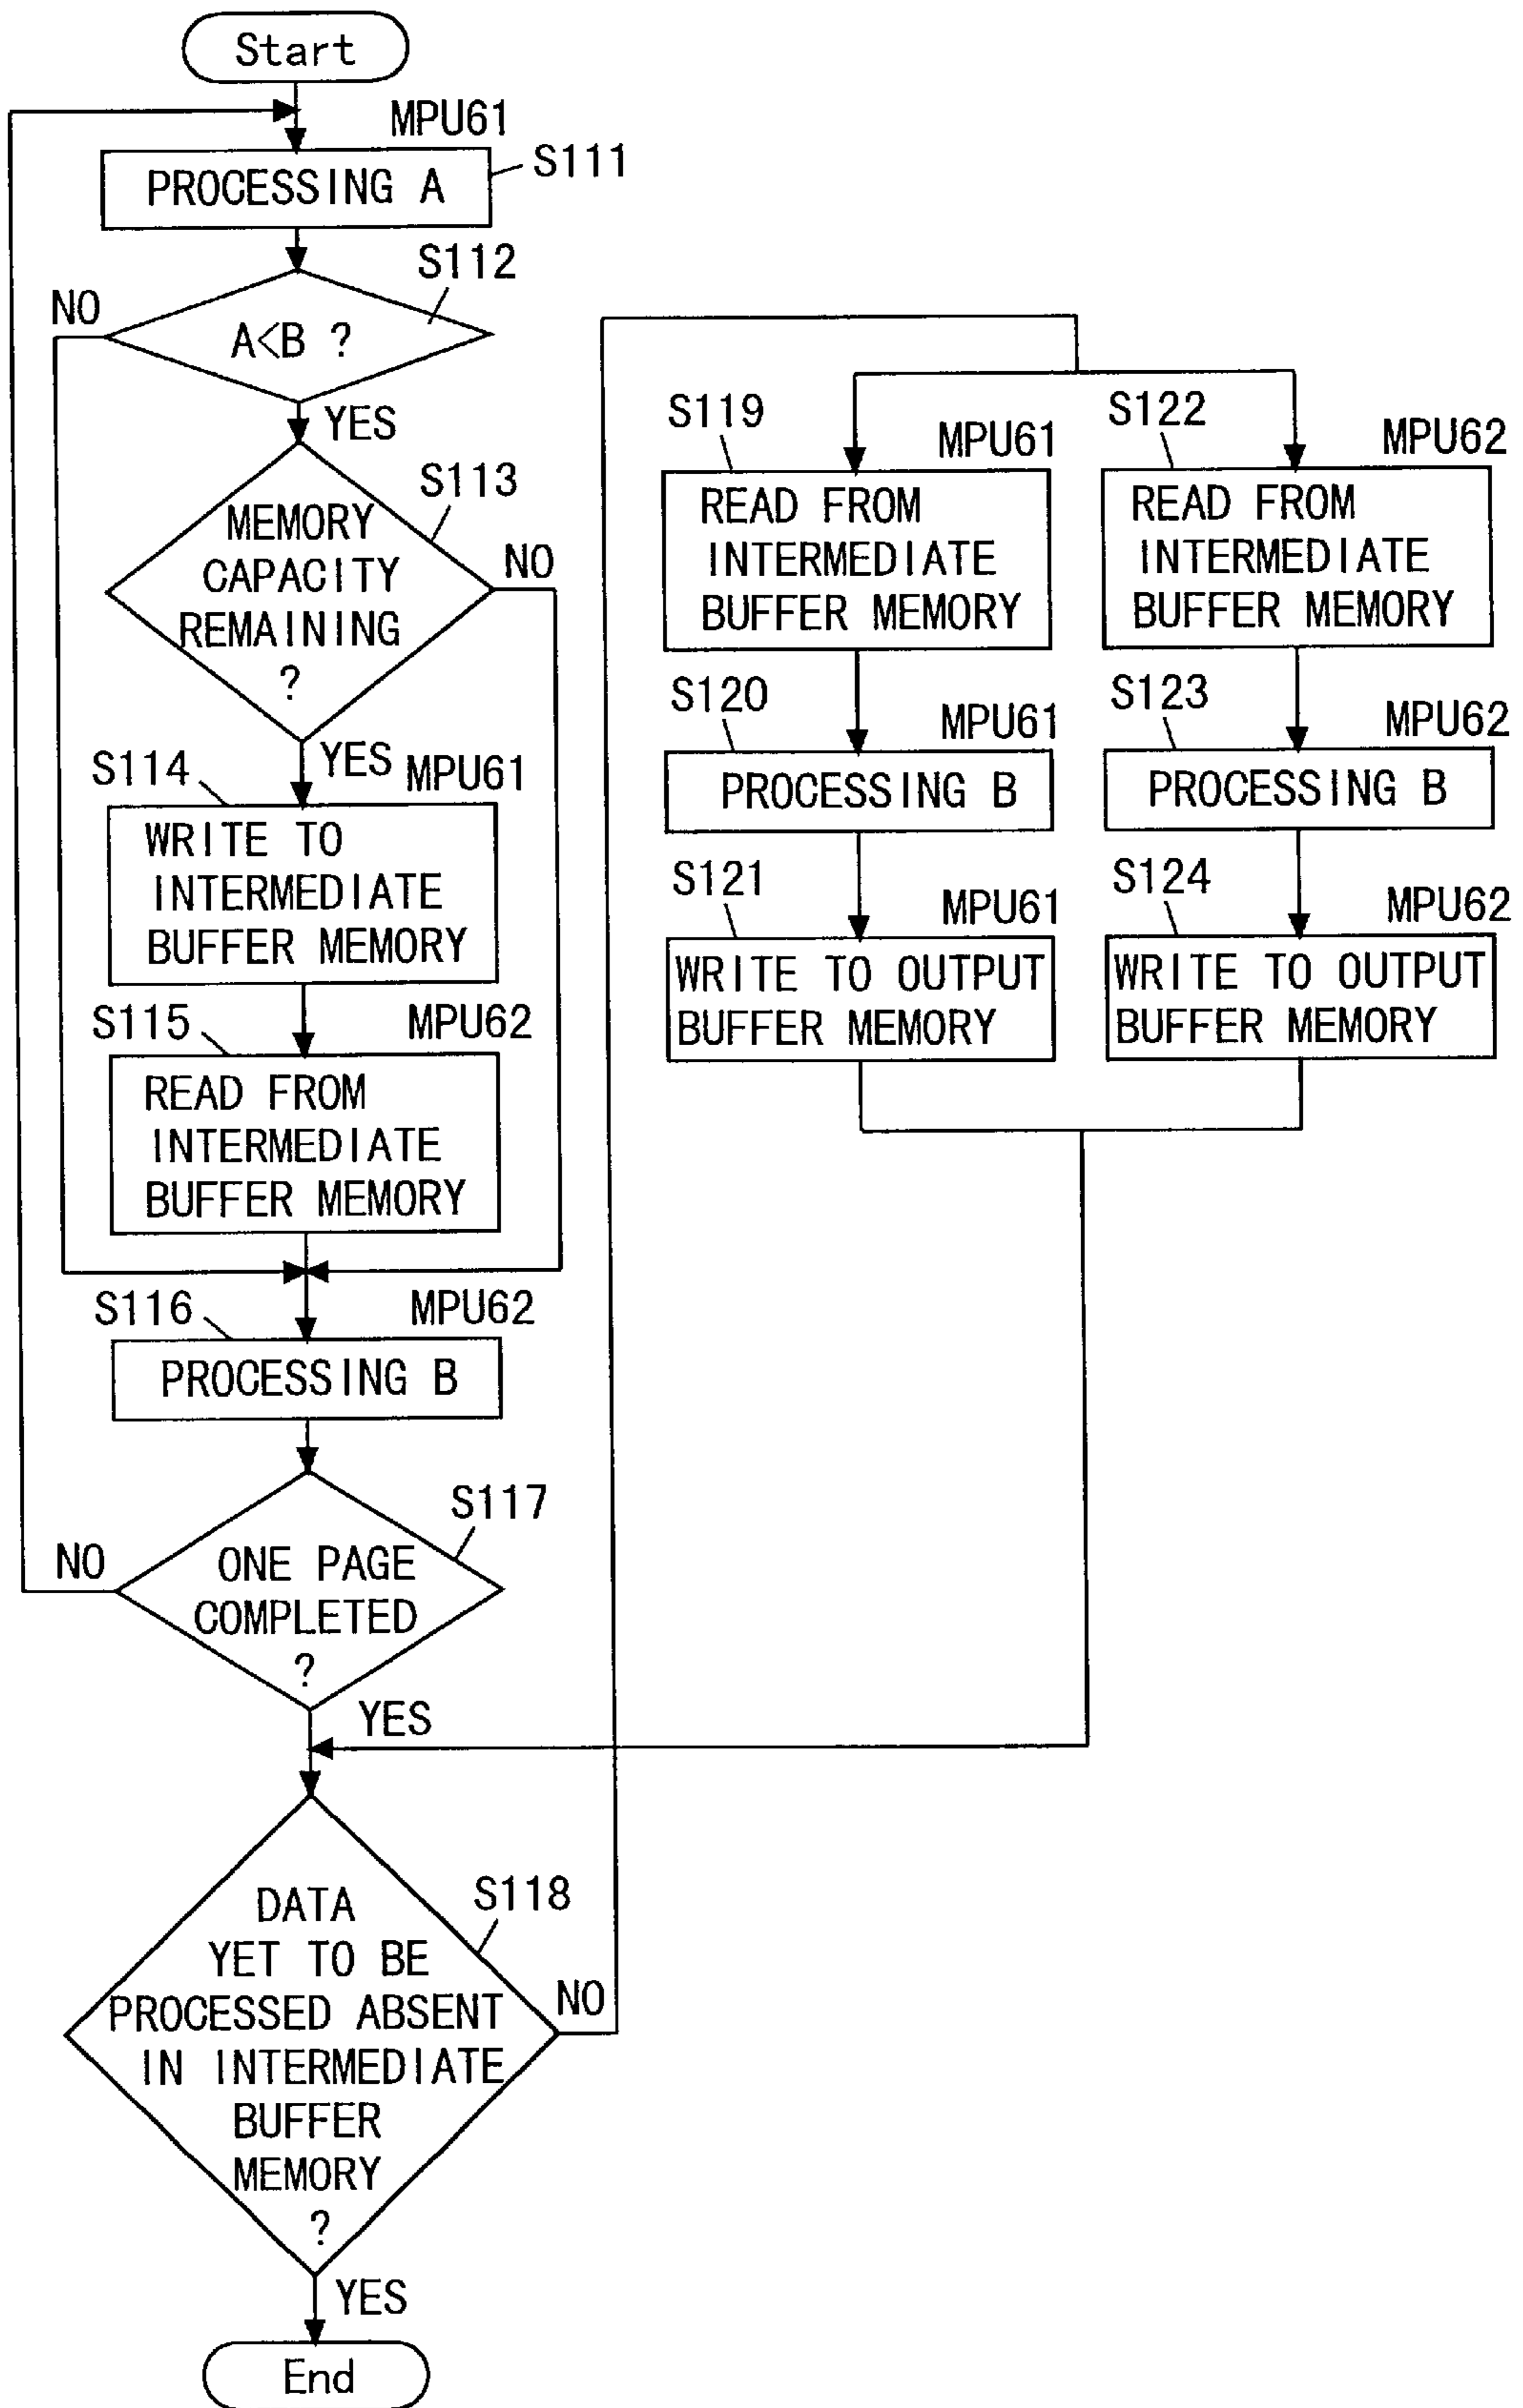 Start
MPU61
PROCESSING A
S111
S112
NO
A<B ?
YES
S113
MEMORY
CAPACITY
REMAINING
?
NO
YES
S114
MPU61
WRITE TO
INTERMEDIATE
BUFFER MEMORY
S115
MPU62
READ FROM
INTERMEDIATE
BUFFER MEMORY
S116
MPU62
PROCESSING B
S117
NO
ONE PAGE
COMPLETED
?
YES
S118
DATA
YET TO BE
PROCESSED ABSENT
IN INTERMEDIATE
BUFFER
MEMORY
?
NO
YES
End
S119
MPU61
READ FROM
INTERMEDIATE
BUFFER MEMORY
S120
MPU61
PROCESSING B
S121
MPU61
WRITE TO OUTPUT
BUFFER MEMORY
S122
MPU62
READ FROM
INTERMEDIATE
BUFFER MEMORY
S123
MPU62
PROCESSING B
S124
MPU62
WRITE TO OUTPUT
BUFFER MEMORY